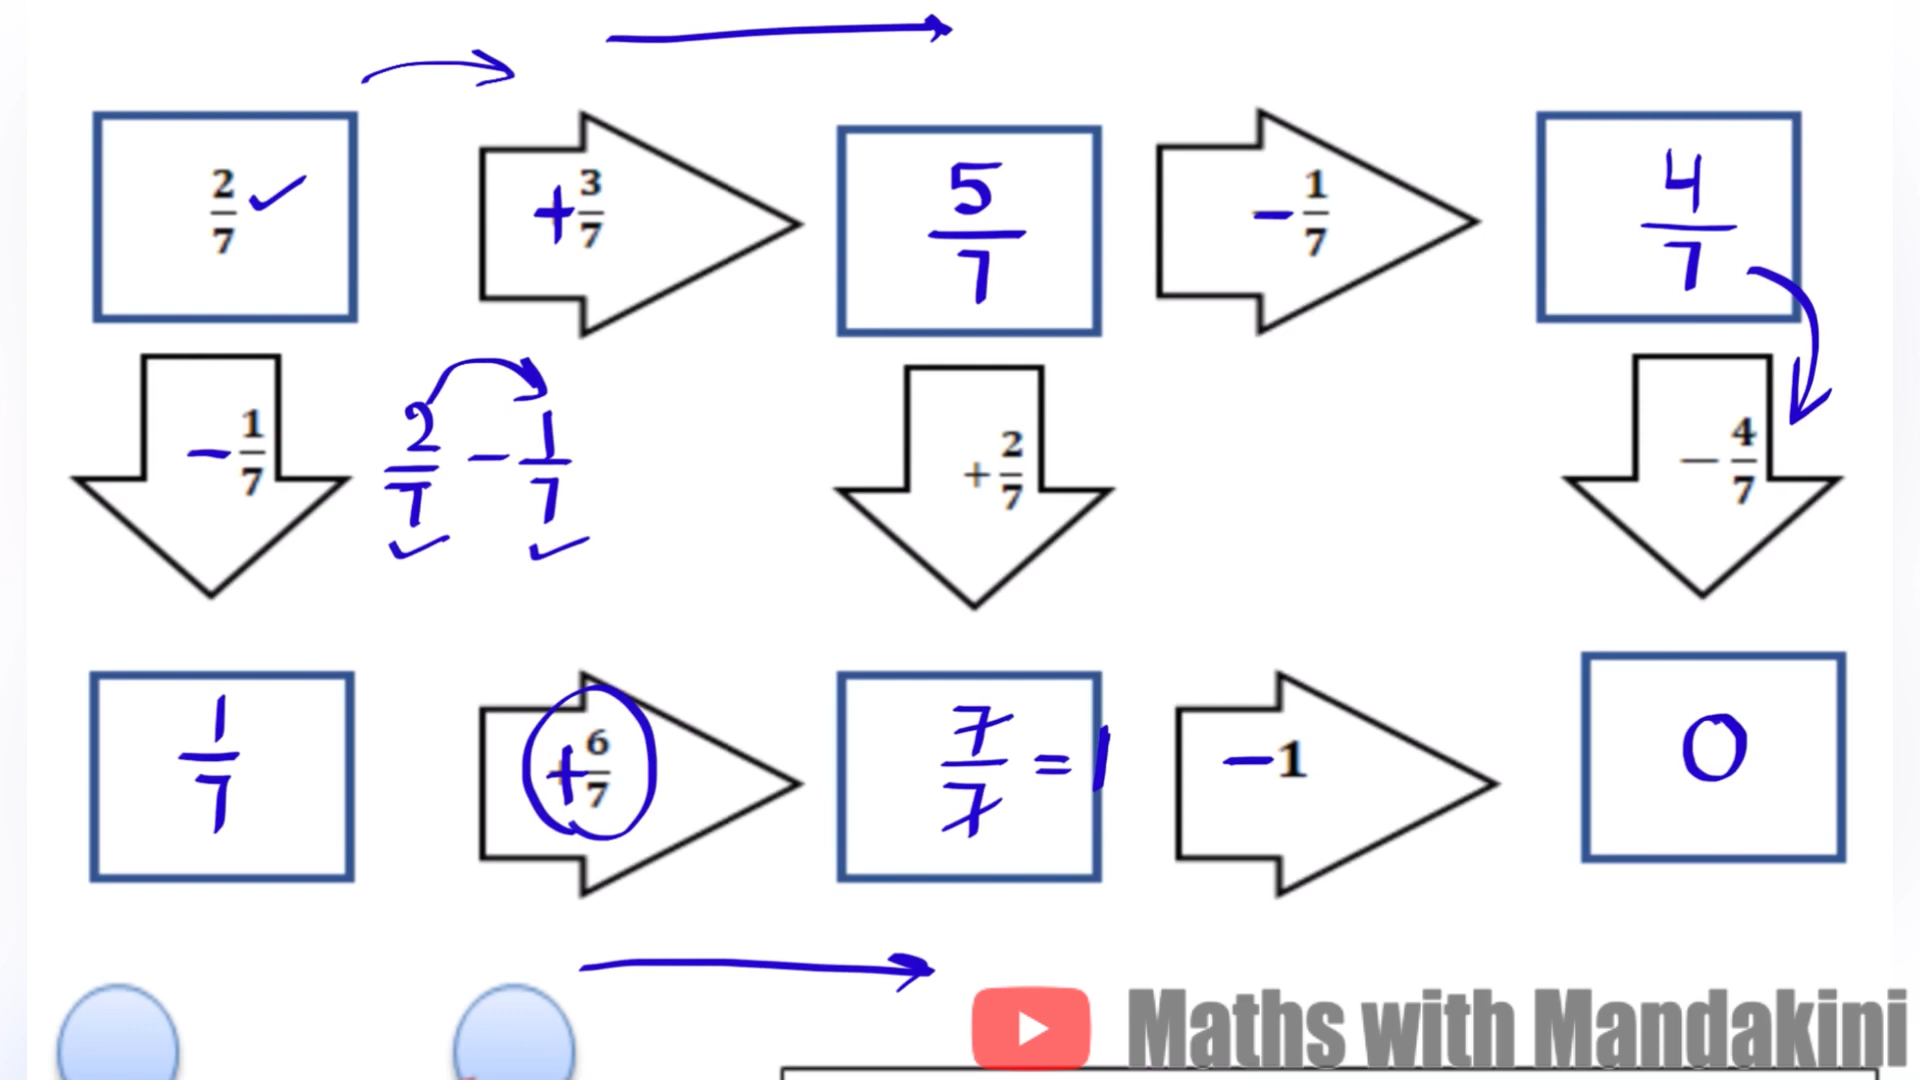 2/7 + 3/7 5/7 - 1/7 4/7
- 1/7 2/7 - 1/7 + 2/7 - 4/7
1/7 + 6/7 7/7 = 1 - 1 0
Maths with Mandakini